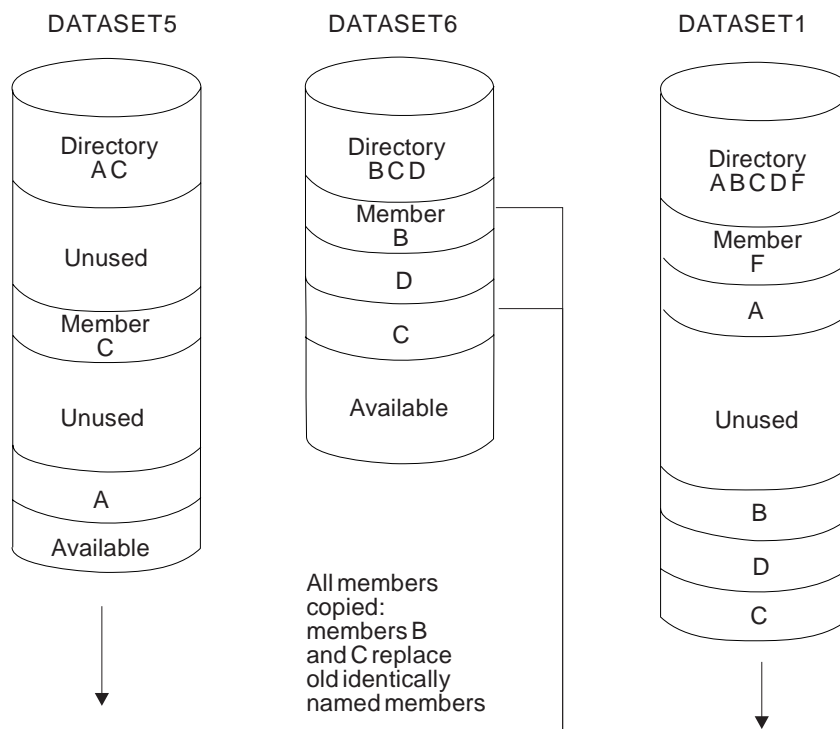 DATASET5
Directory
A C
Unused
Member
C
Unused
A
Available
DATASET6
Directory
B C D
Member
B
D
C
Available
All members
copied:
members B
and C replace
old identically
named members
DATASET1
Directory
A B C D F
Member
F
A
Unused
B
D
C